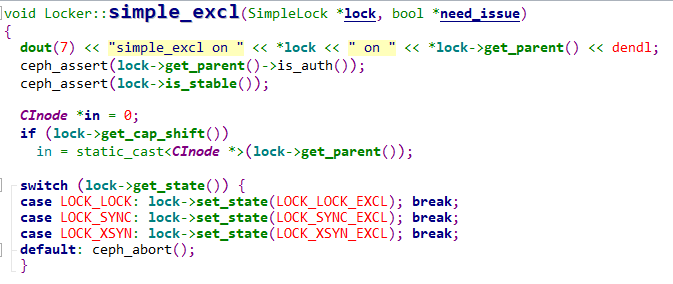 void Locker::simple_excl(SimpleLock *lock, bool *need_issue)
{
  dout(7) << "simple_excl on " << *lock << " on " << *lock->get_parent() << dendl;
  ceph_assert(lock->get_parent()->is_auth());
  ceph_assert(lock->is_stable());

  CInode *in = 0;
  if (lock->get_cap_shift())
    in = static_cast<CInode *>(lock->get_parent());

  switch (lock->get_state()) {
  case LOCK_LOCK: lock->set_state(LOCK_LOCK_EXCL); break;
  case LOCK_SYNC: lock->set_state(LOCK_SYNC_EXCL); break;
  case LOCK_XSYN: lock->set_state(LOCK_XSYN_EXCL); break;
  default: ceph_abort();
  }